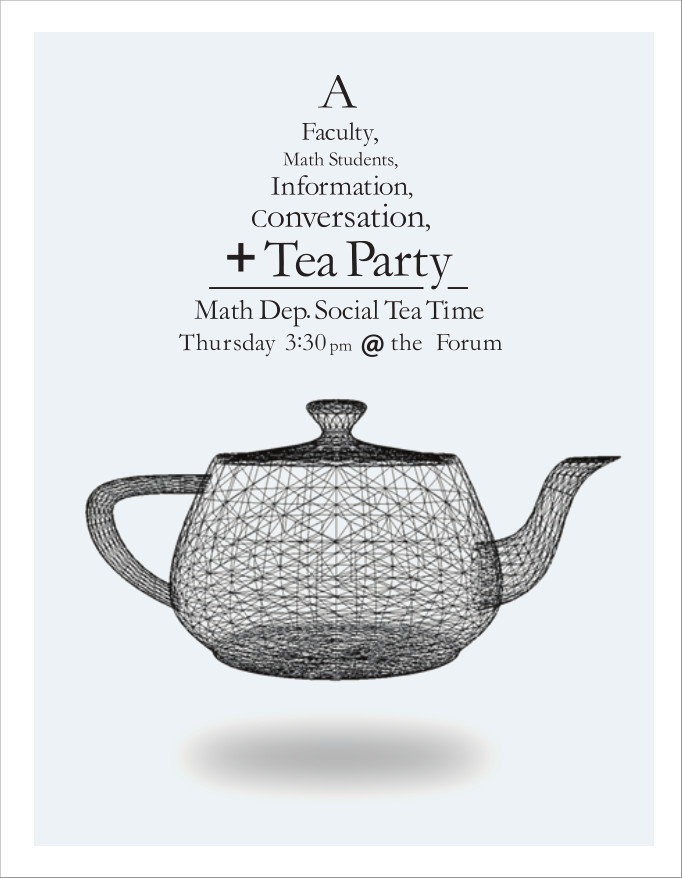 A
Faculty,
Math Students,
Information,
Conversation,
+ Tea Party
Math Dep. Social Tea Time
Thursday 3:30 pm @ the Forum